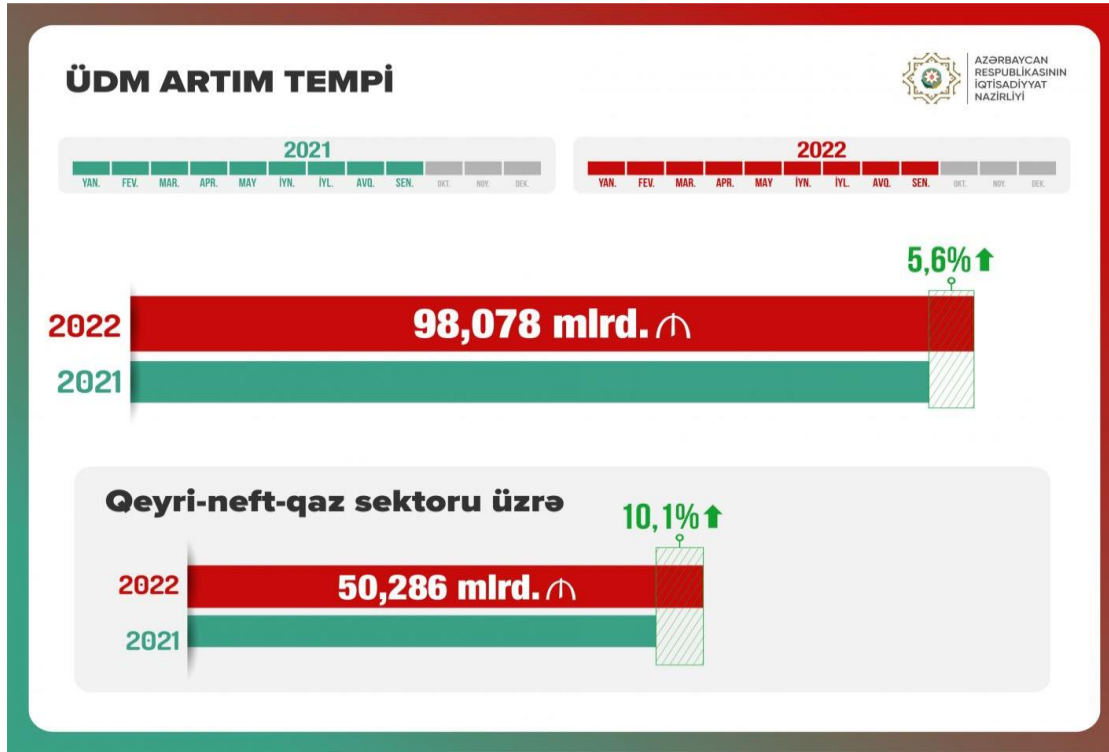 ÜDM ARTIM TEMPİ
AZƏRBAYCAN
RESPUBLİKASININ
İQTİSADİYYAT
NAZİRLİYİ
2021
YAN. FEV. MAR. APR. MAY İYN. İYL. AVQ. SEN. OKT. NOY. DEK.
2022
YAN. FEV. MAR. APR. MAY İYN. İYL. AVQ. SEN. OKT. NOY. DEK.
5,6%
2022 98,078 mlrd. ₼
2021
Qeyri-neft-qaz sektoru üzrə
10,1%
2022 50,286 mlrd. ₼
2021